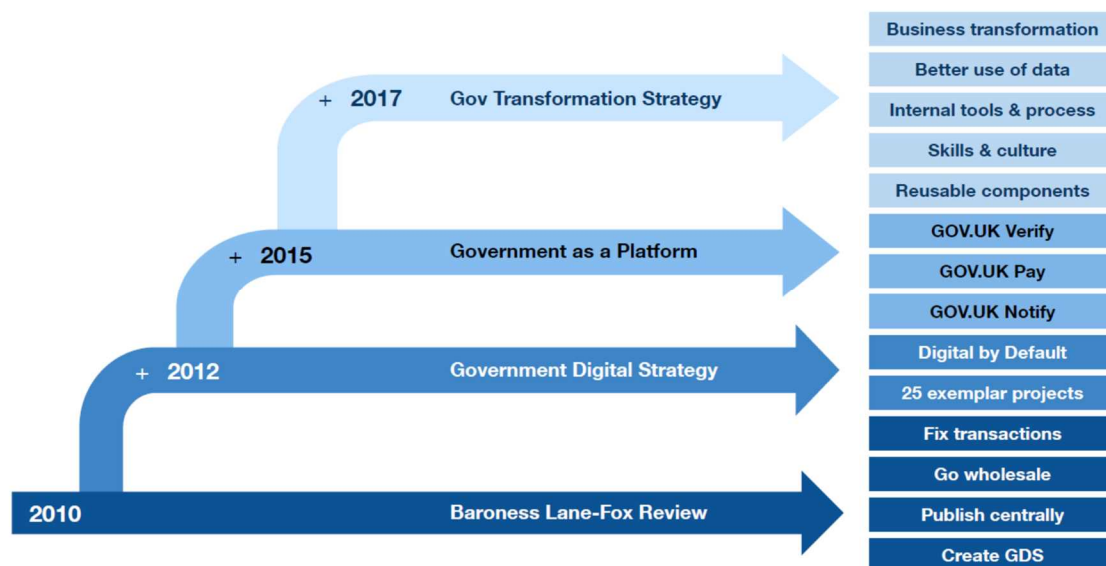 Business transformation
+ 2017 Gov Transformation Strategy
Better use of data
Internal tools & process
Skills & culture
Reusable components
+ 2015 Government as a Platform
GOV.UK Verify
GOV.UK Pay
GOV.UK Notify
+ 2012 Government Digital Strategy
Digital by Default
25 exemplar projects
2010 Baroness Lane-Fox Review
Fix transactions
Go wholesale
Publish centrally
Create GDS